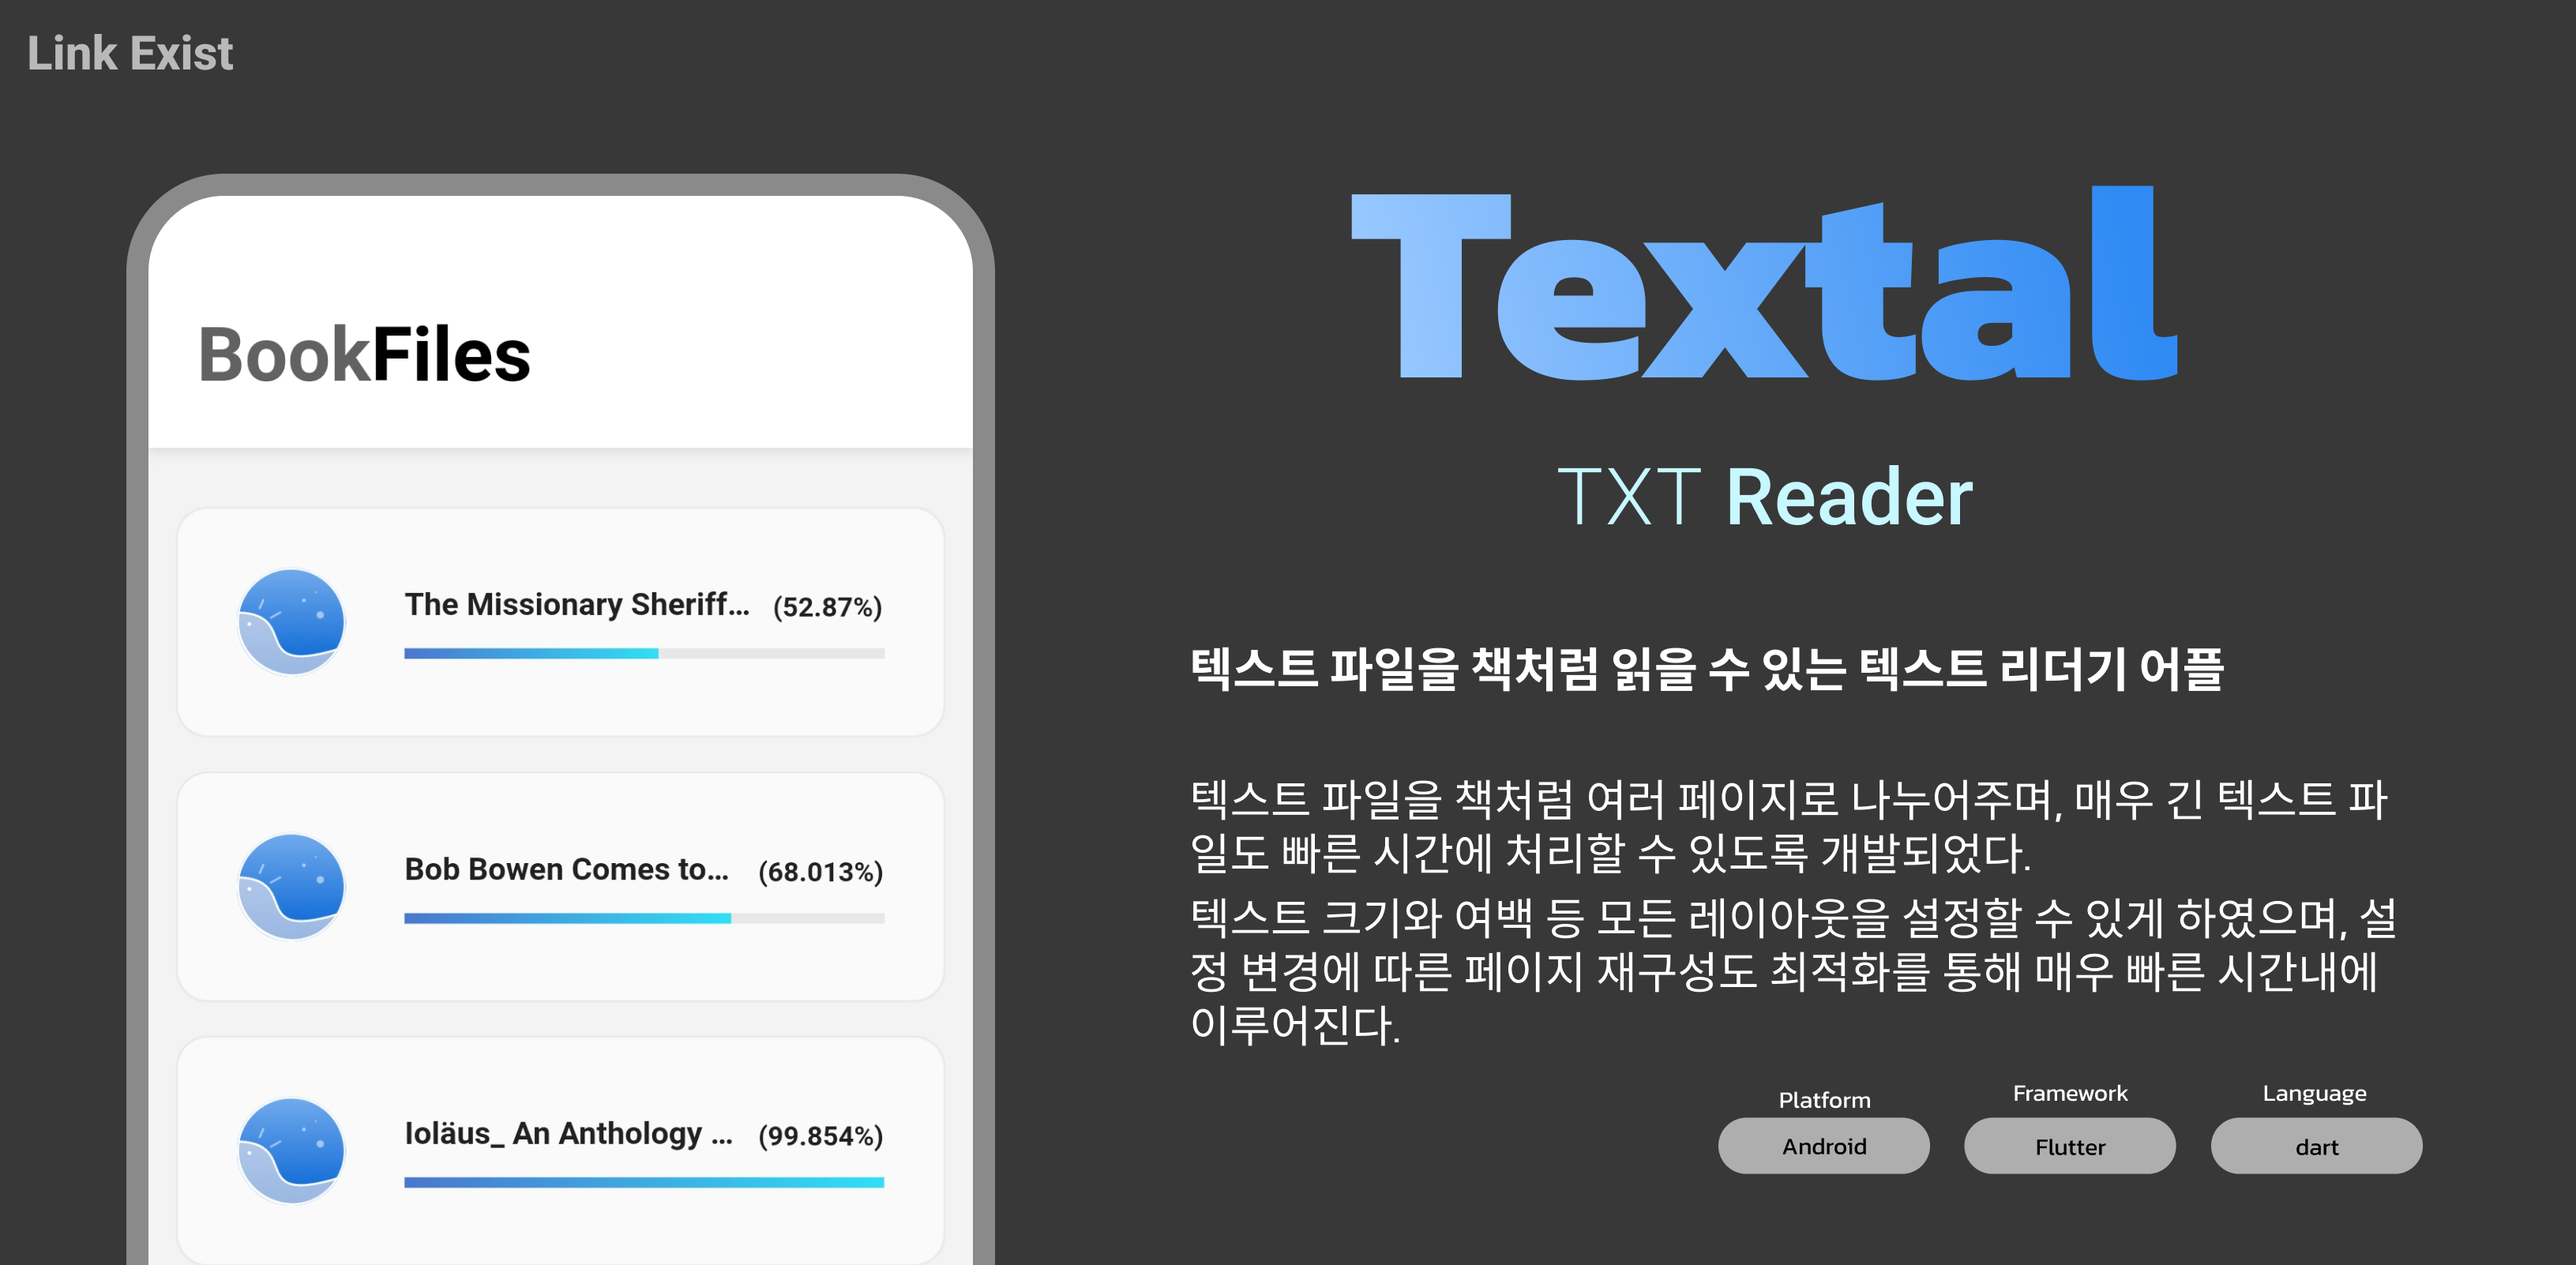 Link Exist
BookFiles
The Missionary Sheriff... (52.87%)
Bob Bowen Comes to... (68.013%)
Ioläus_ An Anthology ... (99.854%)
Textal
TXT Reader
텍스트 파일을 책처럼 읽을 수 있는 텍스트 리더기 어플
텍스트 파일을 책처럼 여러 페이지로 나누어주며, 매우 긴 텍스트 파
일도 빠른 시간에 처리할 수 있도록 개발되었다.
텍스트 크기와 여백 등 모든 레이아웃을 설정할 수 있게 하였으며, 설
정 변경에 따른 페이지 재구성도 최적화를 통해 매우 빠른 시간내에
이루어진다.
Platform Framework Language
Android Flutter dart